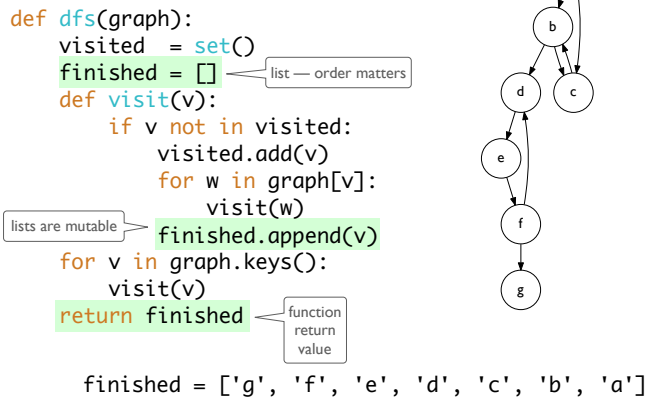 def dfs(graph):
    visited  = set()
    finished = []
list — order matters
    def visit(v):
        if v not in visited:
            visited.add(v)
            for w in graph[v]:
                visit(w)
lists are mutable
            finished.append(v)
    for v in graph.keys():
        visit(v)
    return finished
function
return
value
finished = ['g', 'f', 'e', 'd', 'c', 'b', 'a']
b
d
c
e
f
g